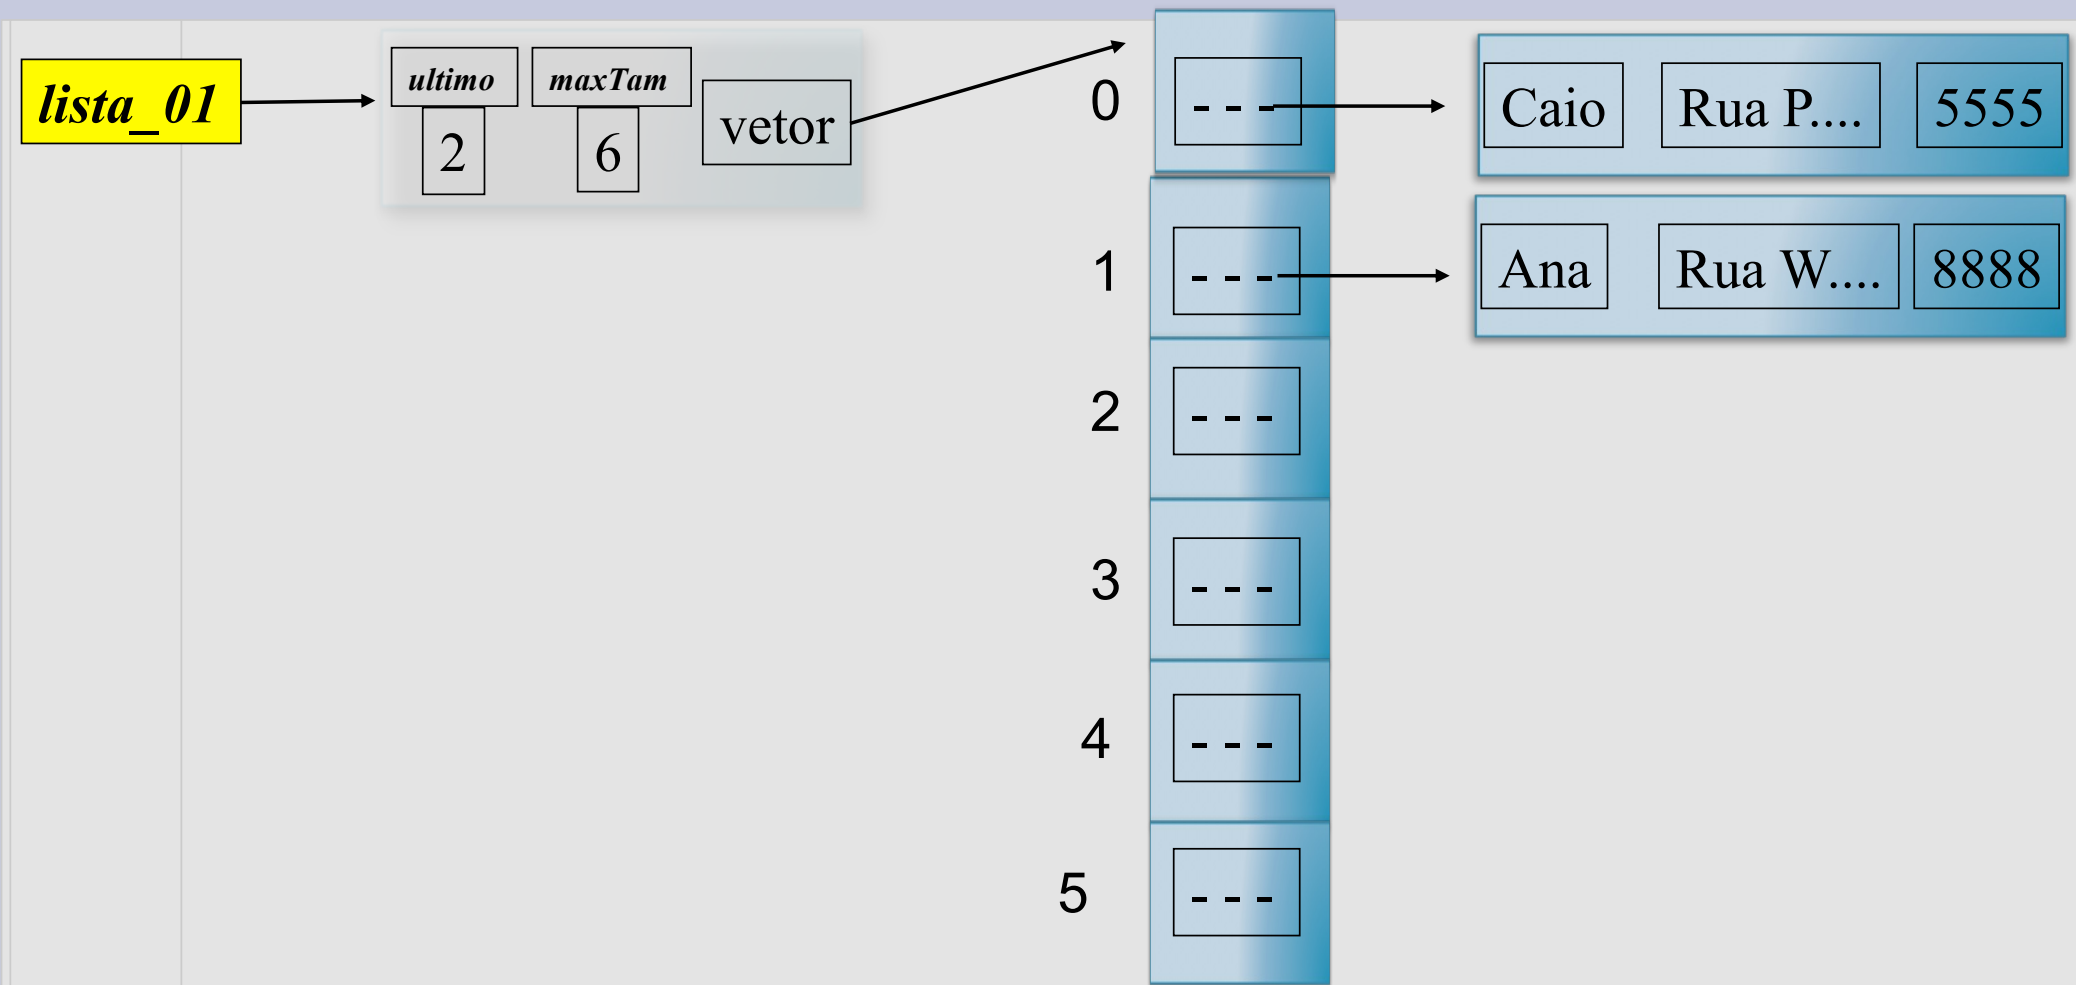 lista_01
ultimo
maxTam
2
6
vetor
0
- - -
Caio
Rua P....
5555
1
- - -
Ana
Rua W....
8888
2
- - -
3
- - -
4
- - -
5
- - -